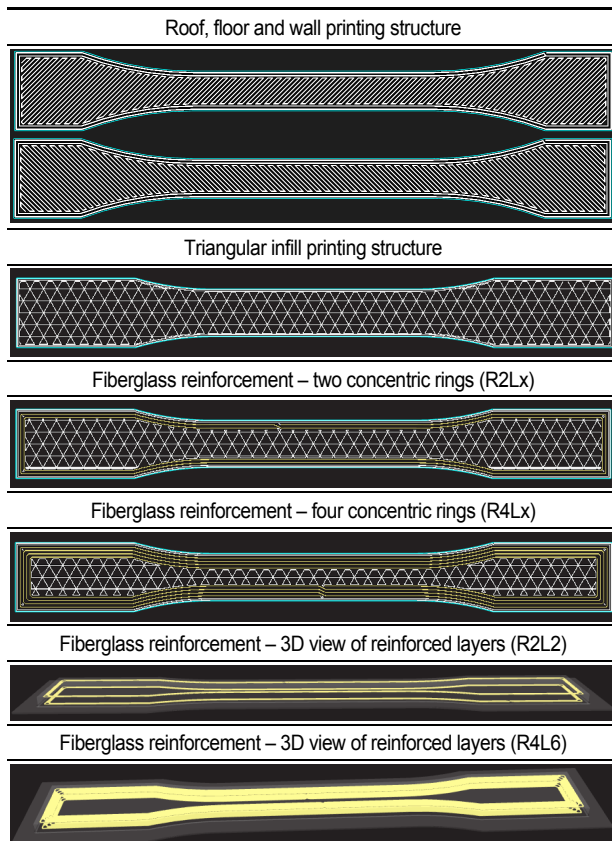 Roof, floor and wall printing structure
Triangular infill printing structure
Fiberglass reinforcement – two concentric rings (R2Lx)
Fiberglass reinforcement – four concentric rings (R4Lx)
Fiberglass reinforcement – 3D view of reinforced layers (R2L2)
Fiberglass reinforcement – 3D view of reinforced layers (R4L6)